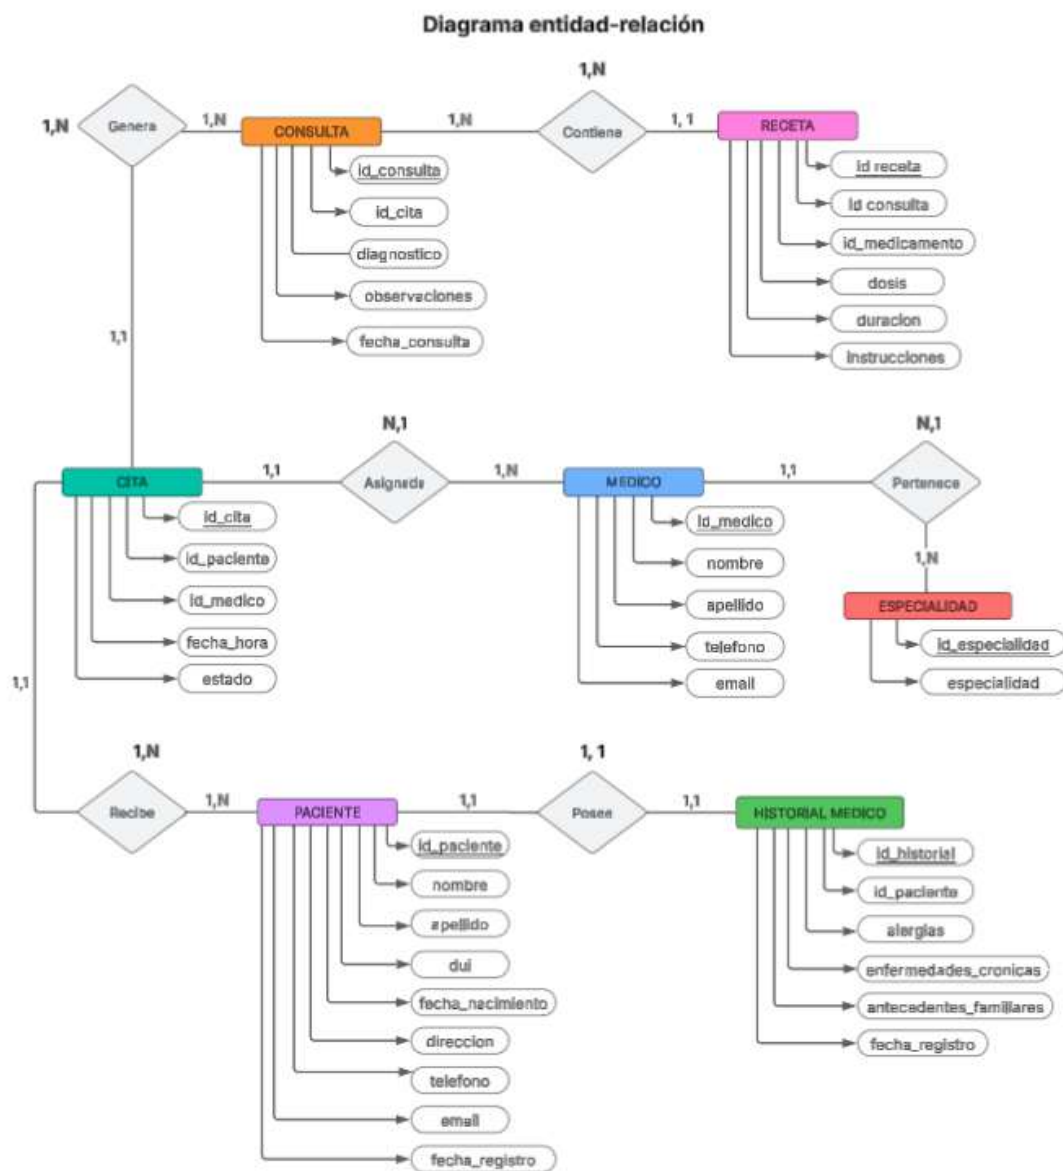 Diagrama entidad-relación
1,N
Genera
1,N
CONSULTA
1,N
1,N
Contiene
1, 1
RECETA
id_consulta
id_cita
diagnostico
observaciones
fecha_consulta
id receta
id consulta
id_medicamento
dosis
duracion
instrucciones
1,1
CITA
1,1
N,1
Asignada
1,N
MEDICO
1,1
N,1
Pertenece
id_cita
id_paciente
id_medico
fecha_hora
estado
id_medico
nombre
apellido
telefono
email
1,N
ESPECIALIDAD
id_especialidad
especialidad
1,1
1,N
Recibe
1,N
PACIENTE
1,1
1, 1
Posee
1,1
HISTORIAL MEDICO
id_paciente
nombre
apellido
dui
fecha_nacimiento
direccion
telefono
email
fecha_registro
id_historial
id_paciente
alergias
enfermedades_cronicas
antecedentes_familiares
fecha_registro